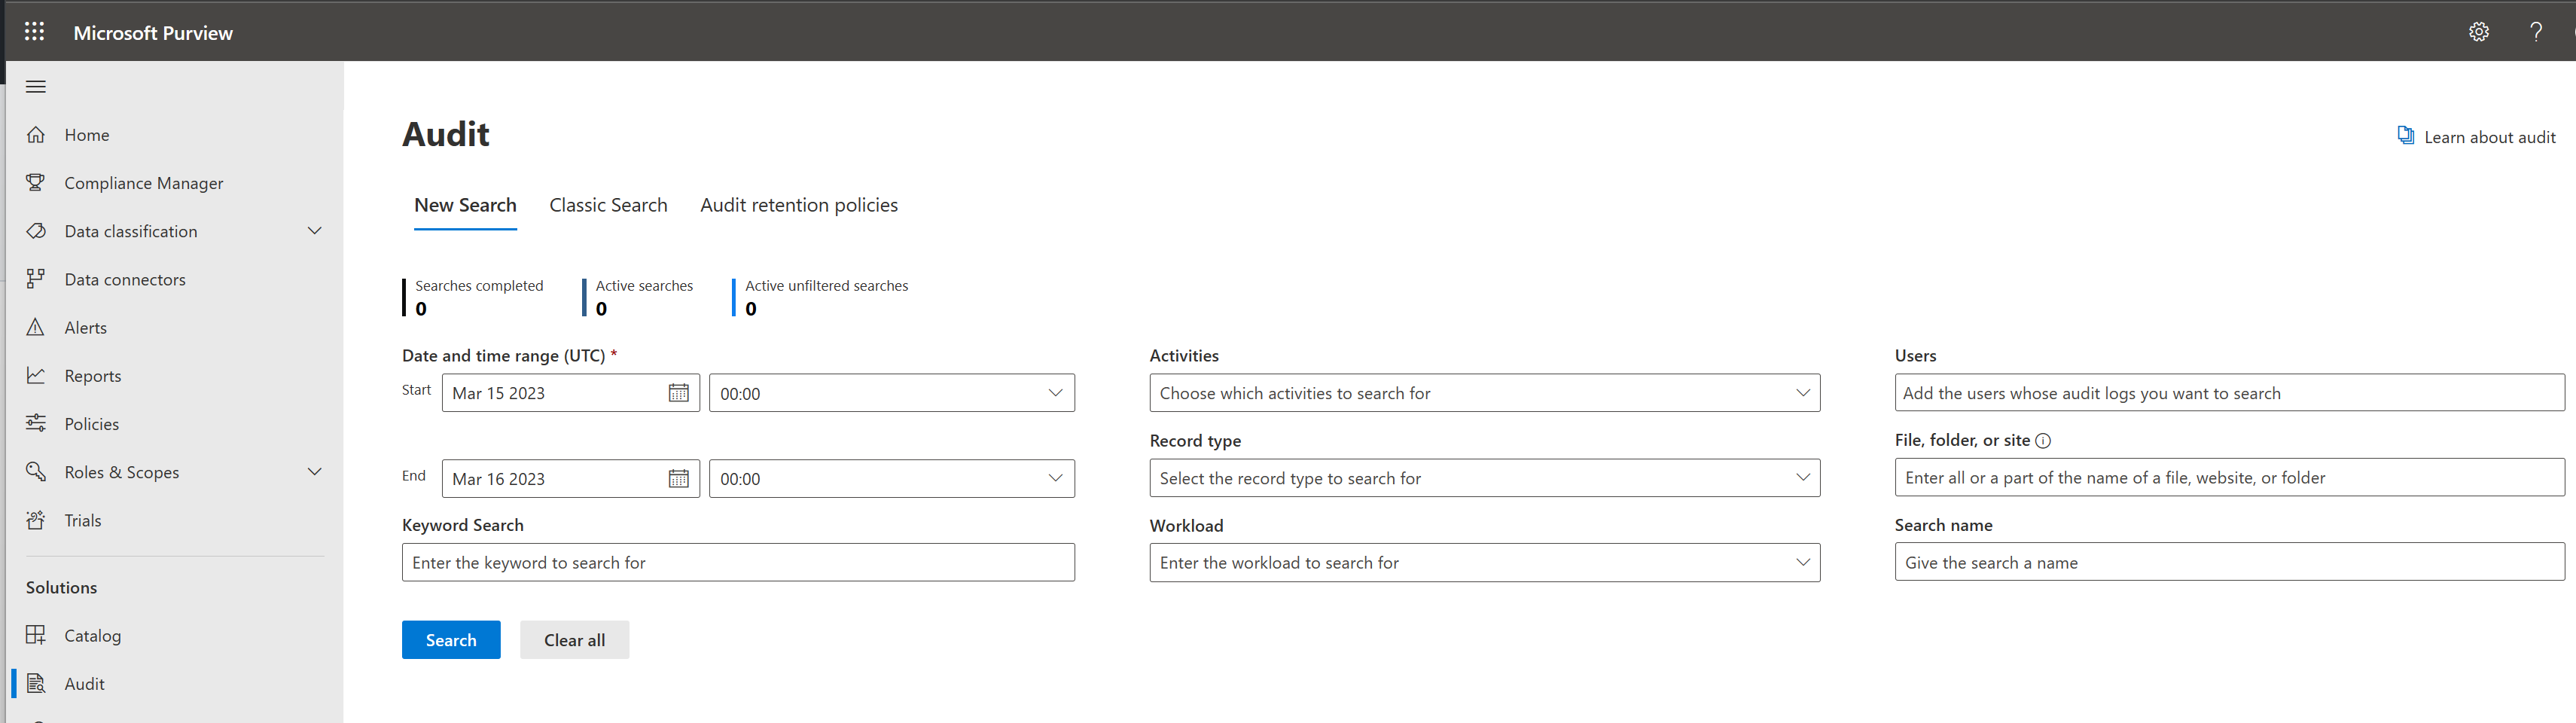 Microsoft Purview
?
Home
Compliance Manager
Data classification
Data connectors
Alerts
Reports
Policies
Roles & Scopes
Trials
Solutions
Catalog
Audit
Audit
Learn about audit
New Search Classic Search Audit retention policies
Searches completed Active searches Active unfiltered searches
0 0 0
Date and time range (UTC) *
Start Mar 15 2023 00:00
End Mar 16 2023 00:00
Keyword Search
Enter the keyword to search for
Activities
Choose which activities to search for
Record type
Select the record type to search for
Workload
Enter the workload to search for
Users
Add the users whose audit logs you want to search
File, folder, or site
Enter all or a part of the name of a file, website, or folder
Search name
Give the search a name
Search Clear all